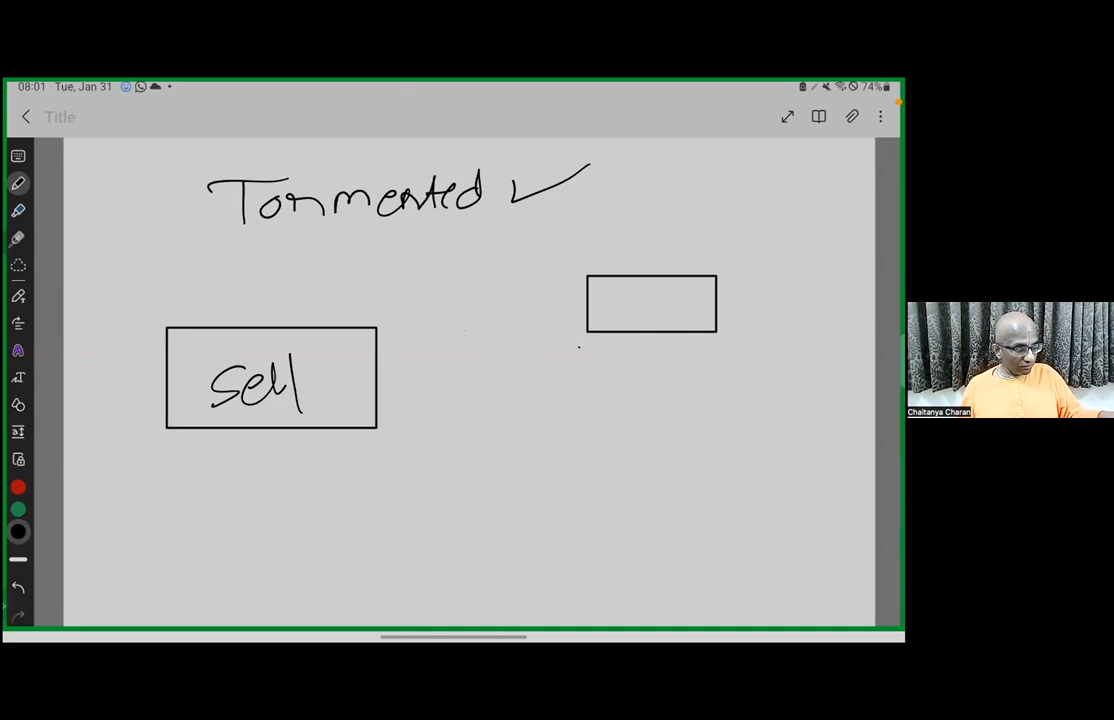 08:01 Tue, Jan 31
74%
Title
Tormented ✓
sell
Chaitanya Charan